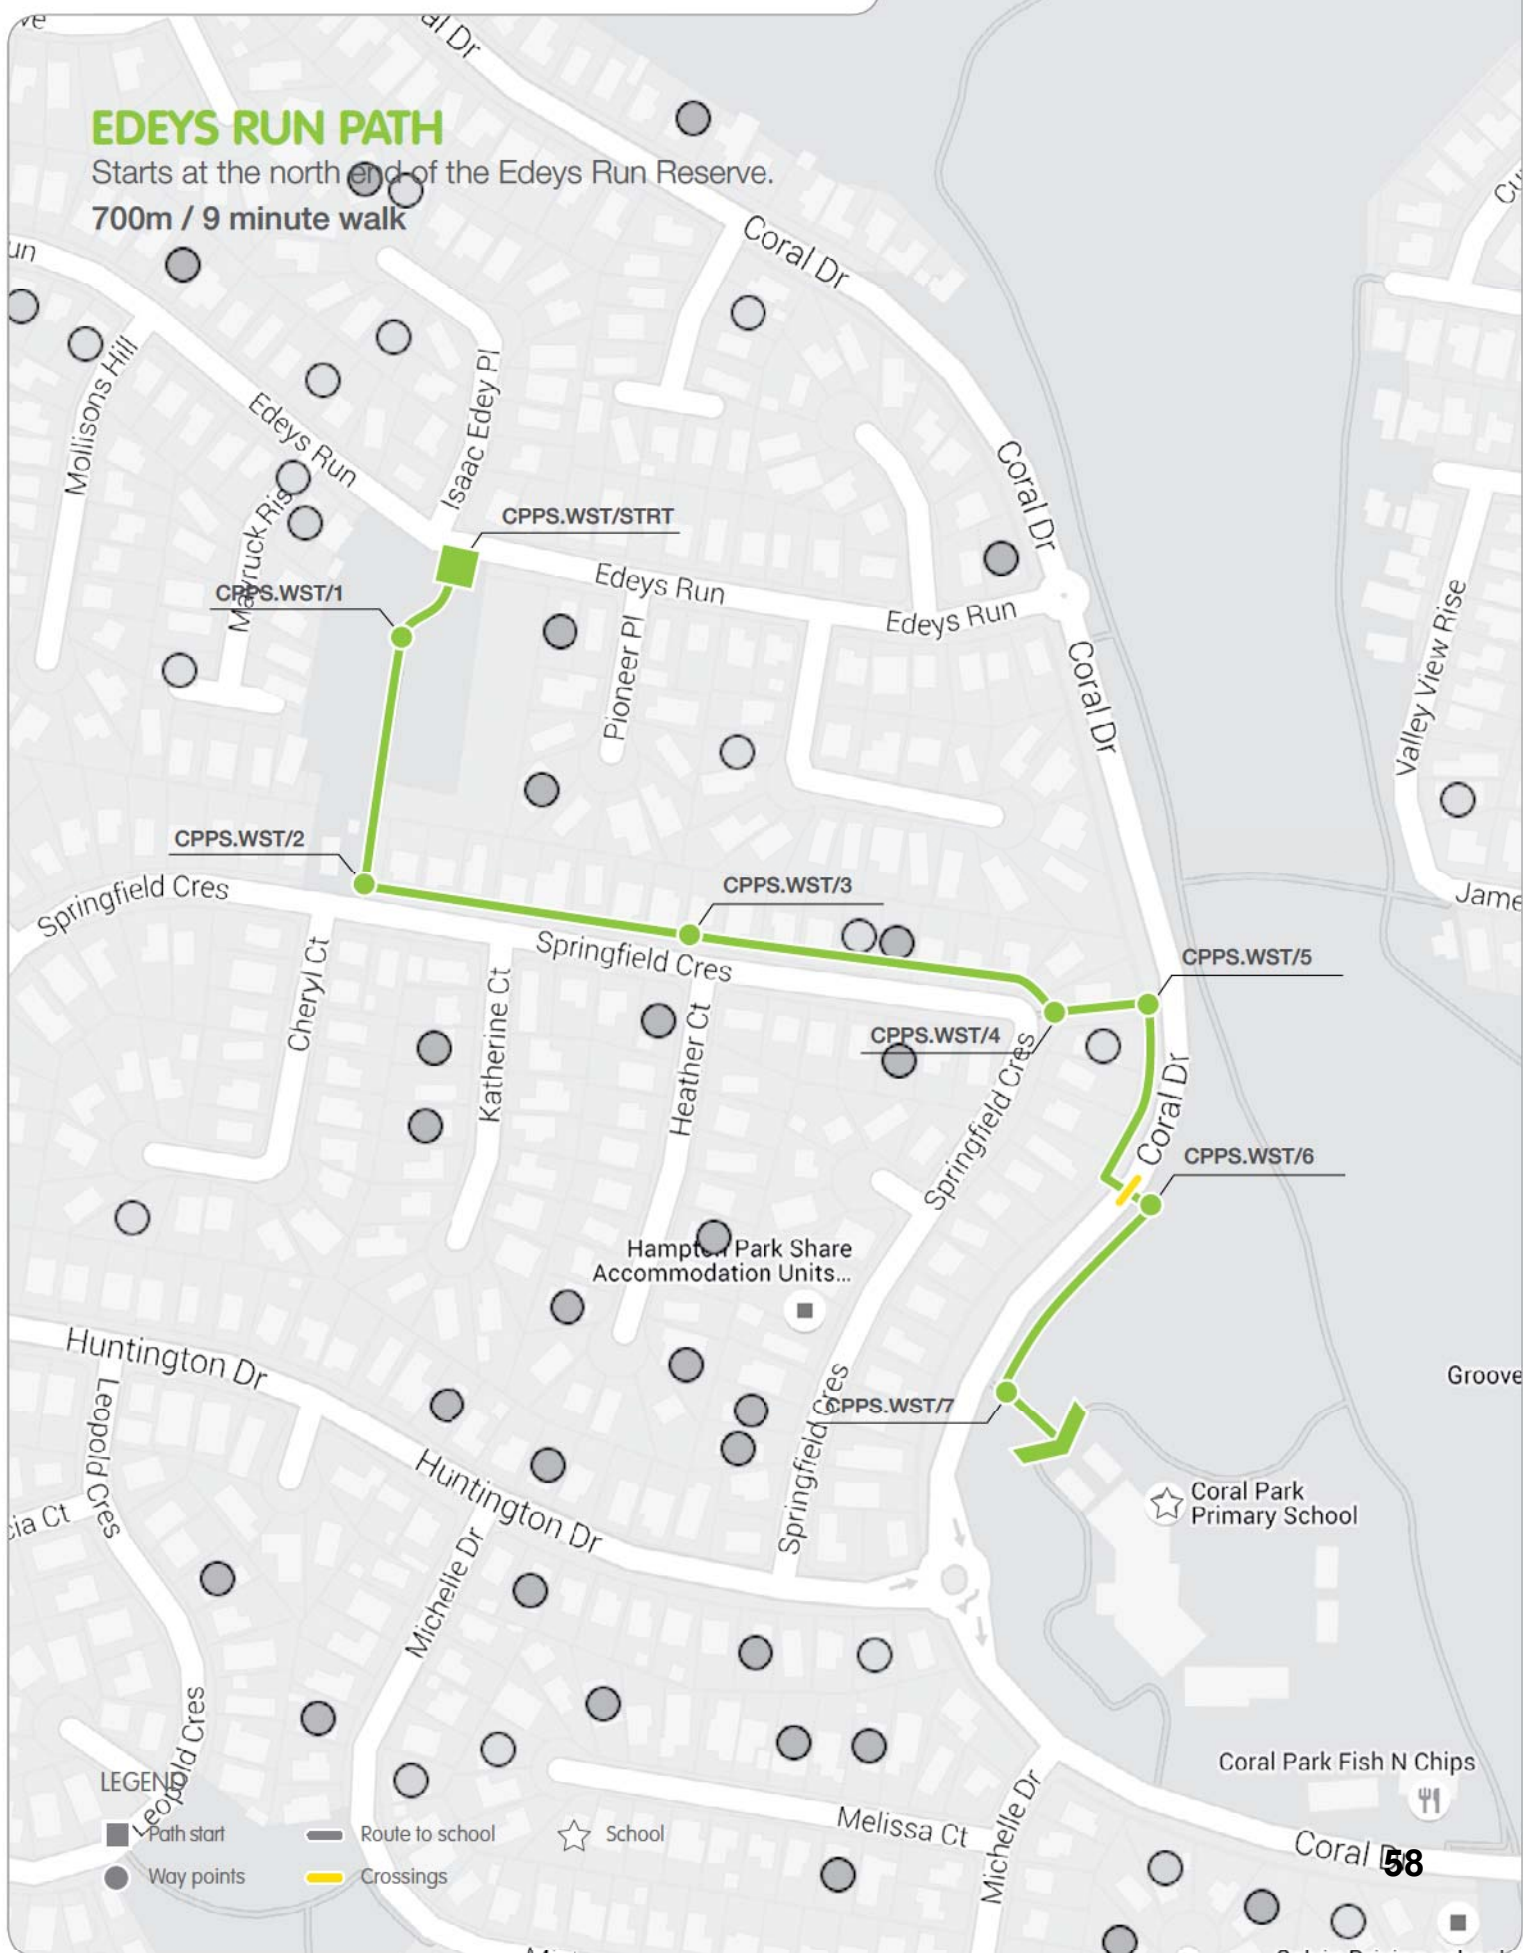 al Dr
EDEYS RUN PATH
Starts at the north end of the Edeys Run Reserve.
700m / 9 minute walk
Coral Dr
Mollisons Hill
Edeys Run
Isaac Edey Pl
Coral Dr
CPPS.WST/STRT
Edeys Run
Edeys Run
CPPS.WST/1
Pioneer Pl
Coral Dr
Valley View Rise
CPPS.WST/2
Springfield Cres
CPPS.WST/3
Jame
Springfield Cres
CPPS.WST/5
Cheryl Ct
Katherine Ct
Heather Ct
CPPS.WST/4
Springfield Cres
Coral Dr
CPPS.WST/6
Hampton Park Share
Accommodation Units...
Huntington Dr
Groove
Leopold Cres
CPPS.WST/7
Springfield Cres
Huntington Dr
Coral Park
Primary School
cia Ct
Michelle Dr
Leopold Cres
Coral Park Fish N Chips
LEGEND
Path start
Route to school
School
Way points
Crossings
Melissa Ct
Michelle Dr
Coral Dr
58